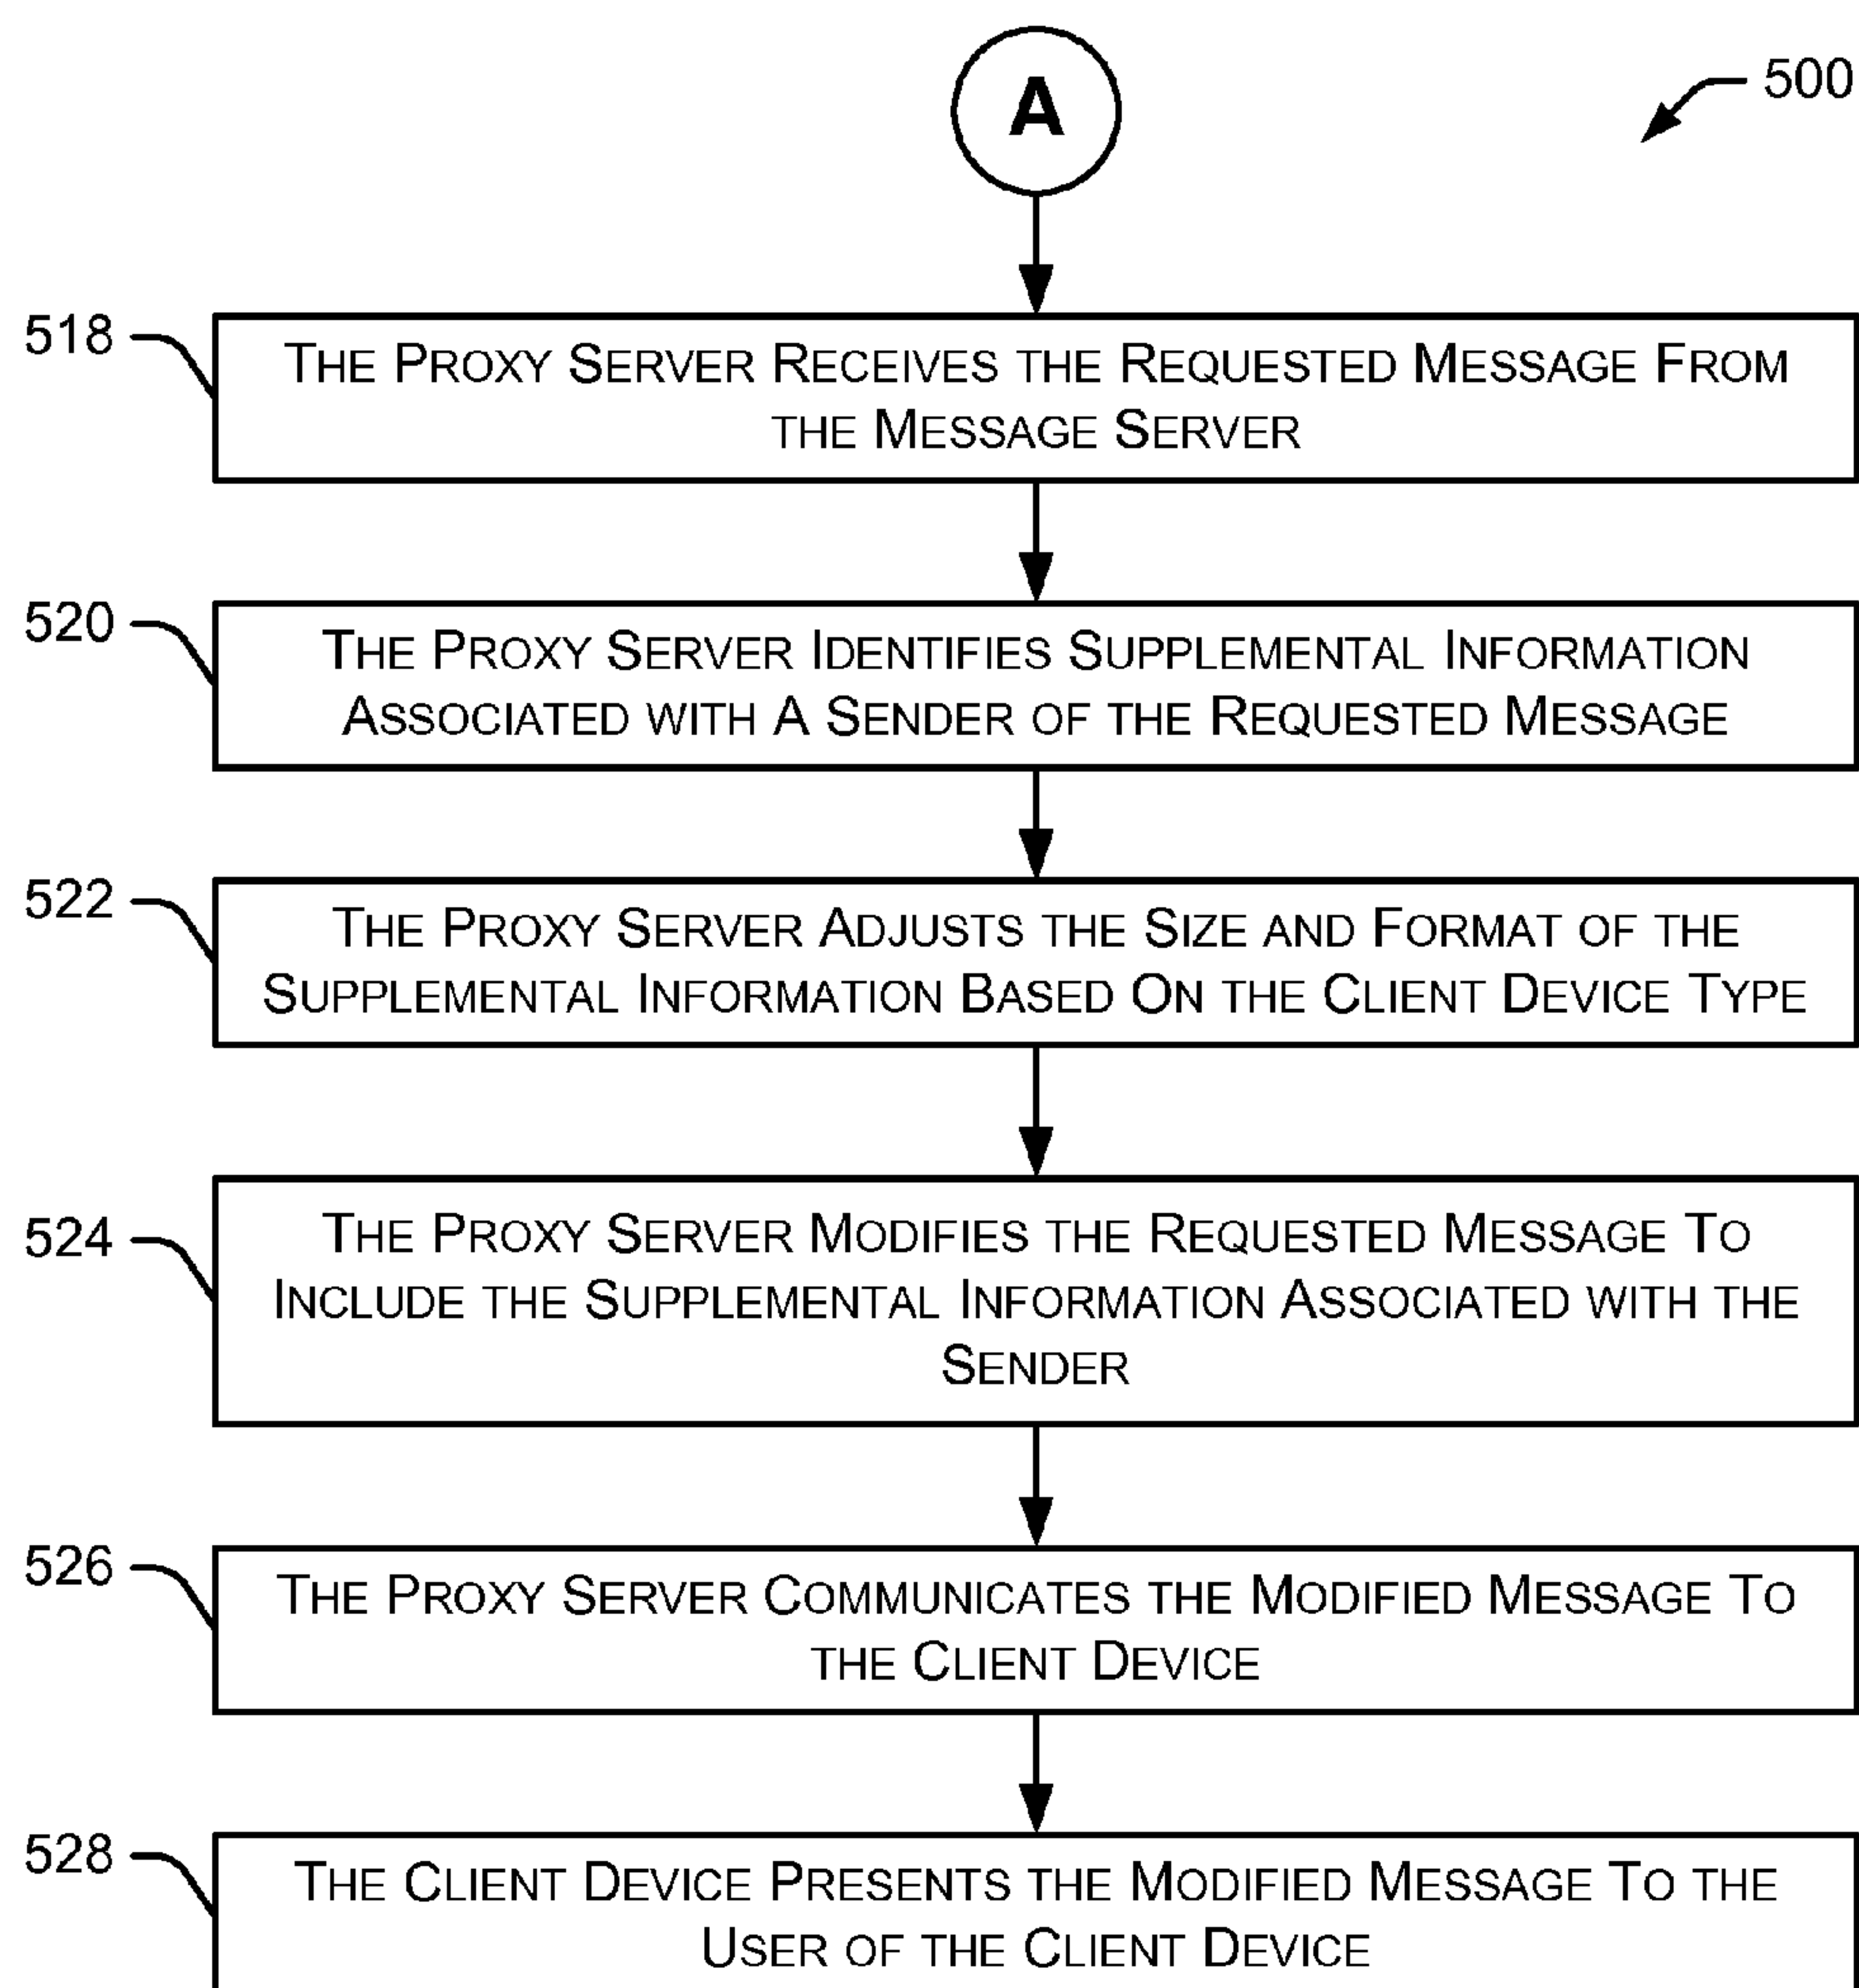 A
500
518
THE PROXY SERVER RECEIVES THE REQUESTED MESSAGE FROM
THE MESSAGE SERVER
520
THE PROXY SERVER IDENTIFIES SUPPLEMENTAL INFORMATION
ASSOCIATED WITH A SENDER OF THE REQUESTED MESSAGE
522
THE PROXY SERVER ADJUSTS THE SIZE AND FORMAT OF THE
SUPPLEMENTAL INFORMATION BASED ON THE CLIENT DEVICE TYPE
524
THE PROXY SERVER MODIFIES THE REQUESTED MESSAGE TO
INCLUDE THE SUPPLEMENTAL INFORMATION ASSOCIATED WITH THE
SENDER
526
THE PROXY SERVER COMMUNICATES THE MODIFIED MESSAGE TO
THE CLIENT DEVICE
528
THE CLIENT DEVICE PRESENTS THE MODIFIED MESSAGE TO THE
USER OF THE CLIENT DEVICE